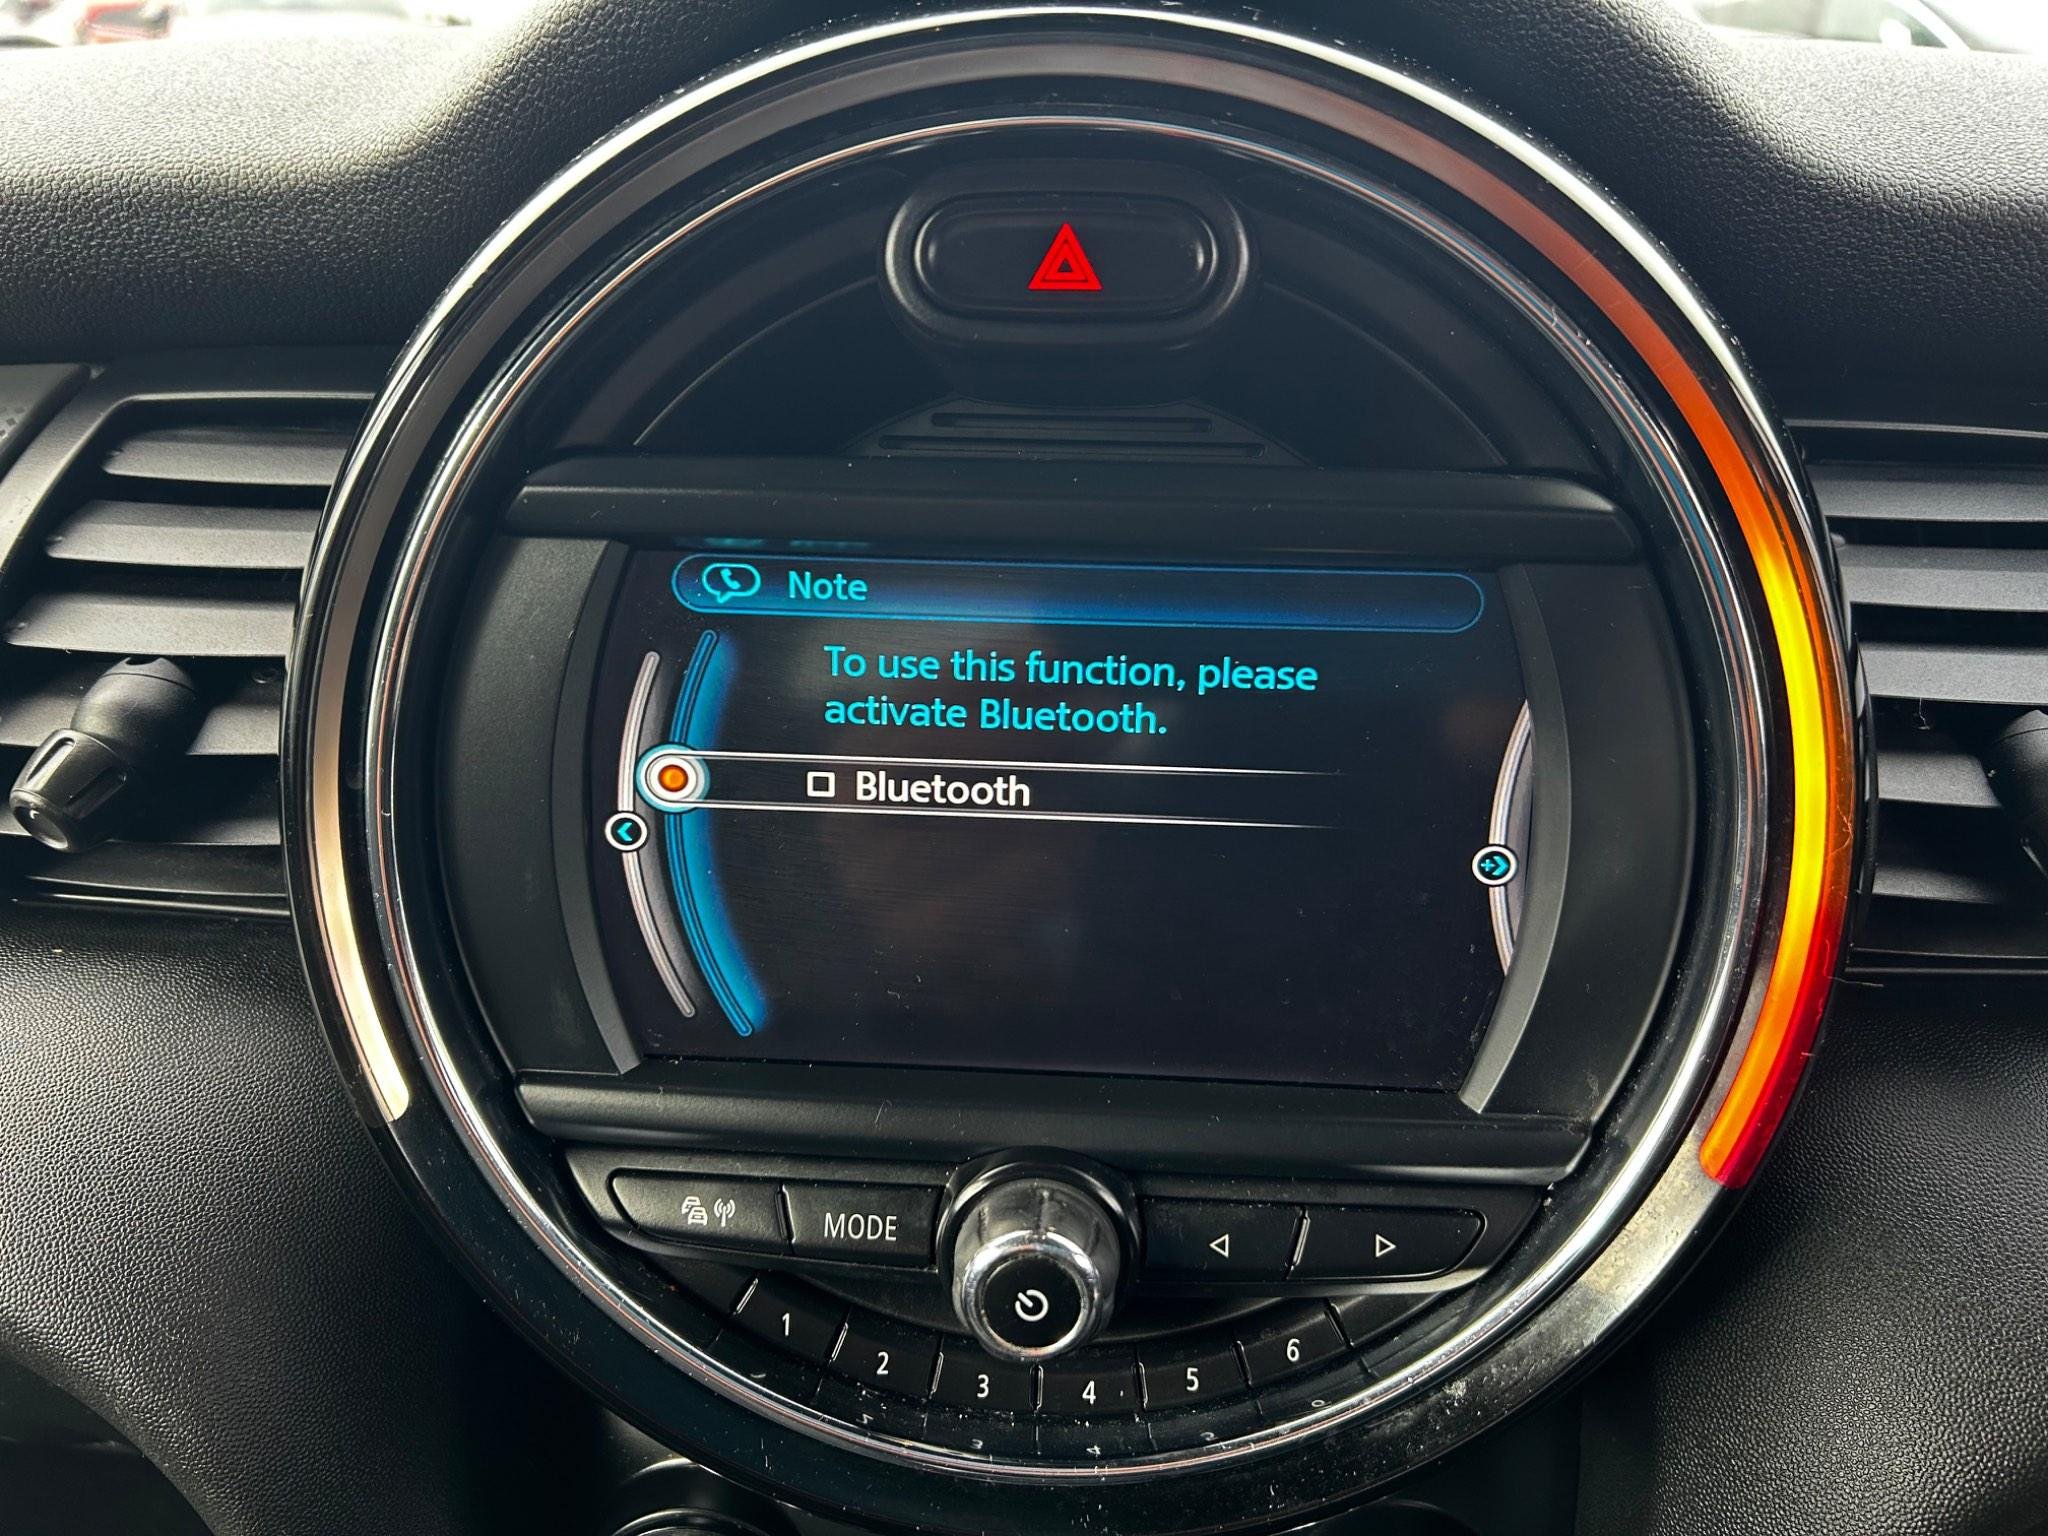 Note
To use this function, please
activate Bluetooth.
Bluetooth
MODE
1 2 3 4 5 6